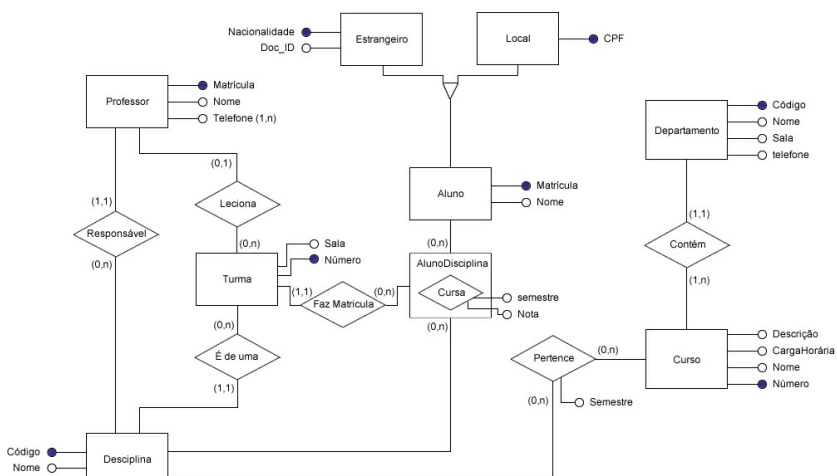 Nacionalidade
Doc_ID
Estrangeiro
Local
CPF
Professor
Matrícula
Nome
Telefone (1,n)
Departamento
Código
Nome
Sala
telefone
(0,1)
(1,1)
Leciona
Aluno
Matrícula
Nome
(1,1)
Responsável
(0,n)
(0,n)
(0,n)
Contém
Turma
Sala
Número
AlunoDisciplina
Cursa
semestre
Nota
(1,1)
Faz Matricula
(0,n)
(1,n)
(0,n)
(0,n)
É de uma
(1,1)
Pertence
(0,n)
(0,n)
Semestre
Curso
Descrição
CargaHorária
Nome
Número
Código
Nome
Desciplina